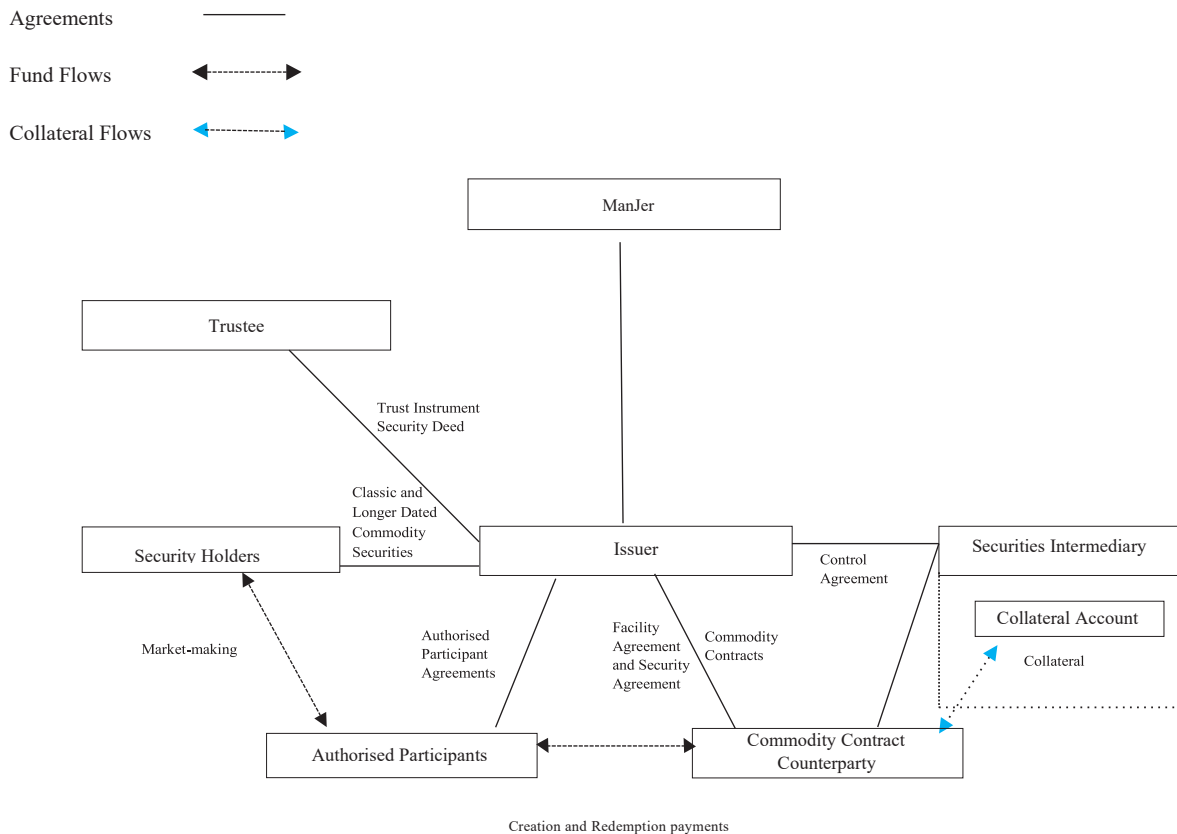 Agreements
Fund Flows
Collateral Flows
ManJer
Trustee
Trust Instrument
Security Deed
Classic and
Longer Dated
Commodity
Securities
Security Holders
Issuer
Control
Agreement
Securities Intermediary
Collateral Account
Collateral
Market-making
Authorised
Participant
Agreements
Facility
Agreement
and Security
Agreement
Commodity
Contracts
Authorised Participants
Commodity Contract
Counterparty
Creation and Redemption payments